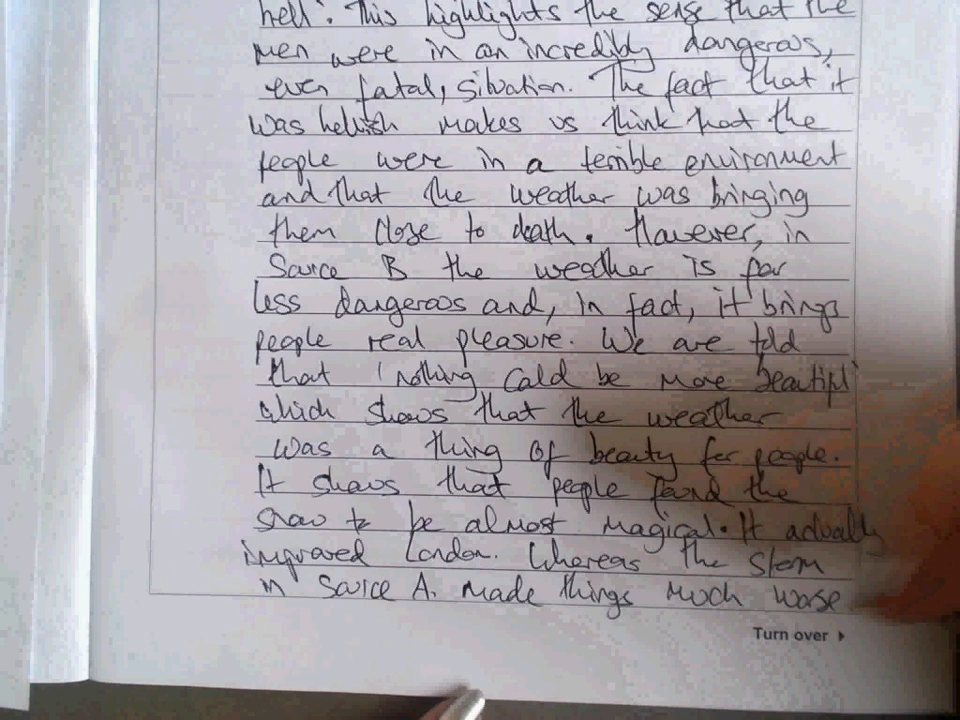 hell'. This highlights the sense that the
men were in an incredibly dangerous,
even fatal, situation. The fact that it
was hellish makes us think that the
people were in a terrible environment
and that the weather was bringing
them close to death. However, in
Source B the weather is far
less dangerous and, in fact, it brings
people real pleasure. We are told
that 'nothing could be more beautiful'
which shows that the weather
was a thing of beauty for people.
It shows that people found the
snow to be almost magical. It actually
improved London. Whereas the storm
in Source A. made things much worse
Turn over